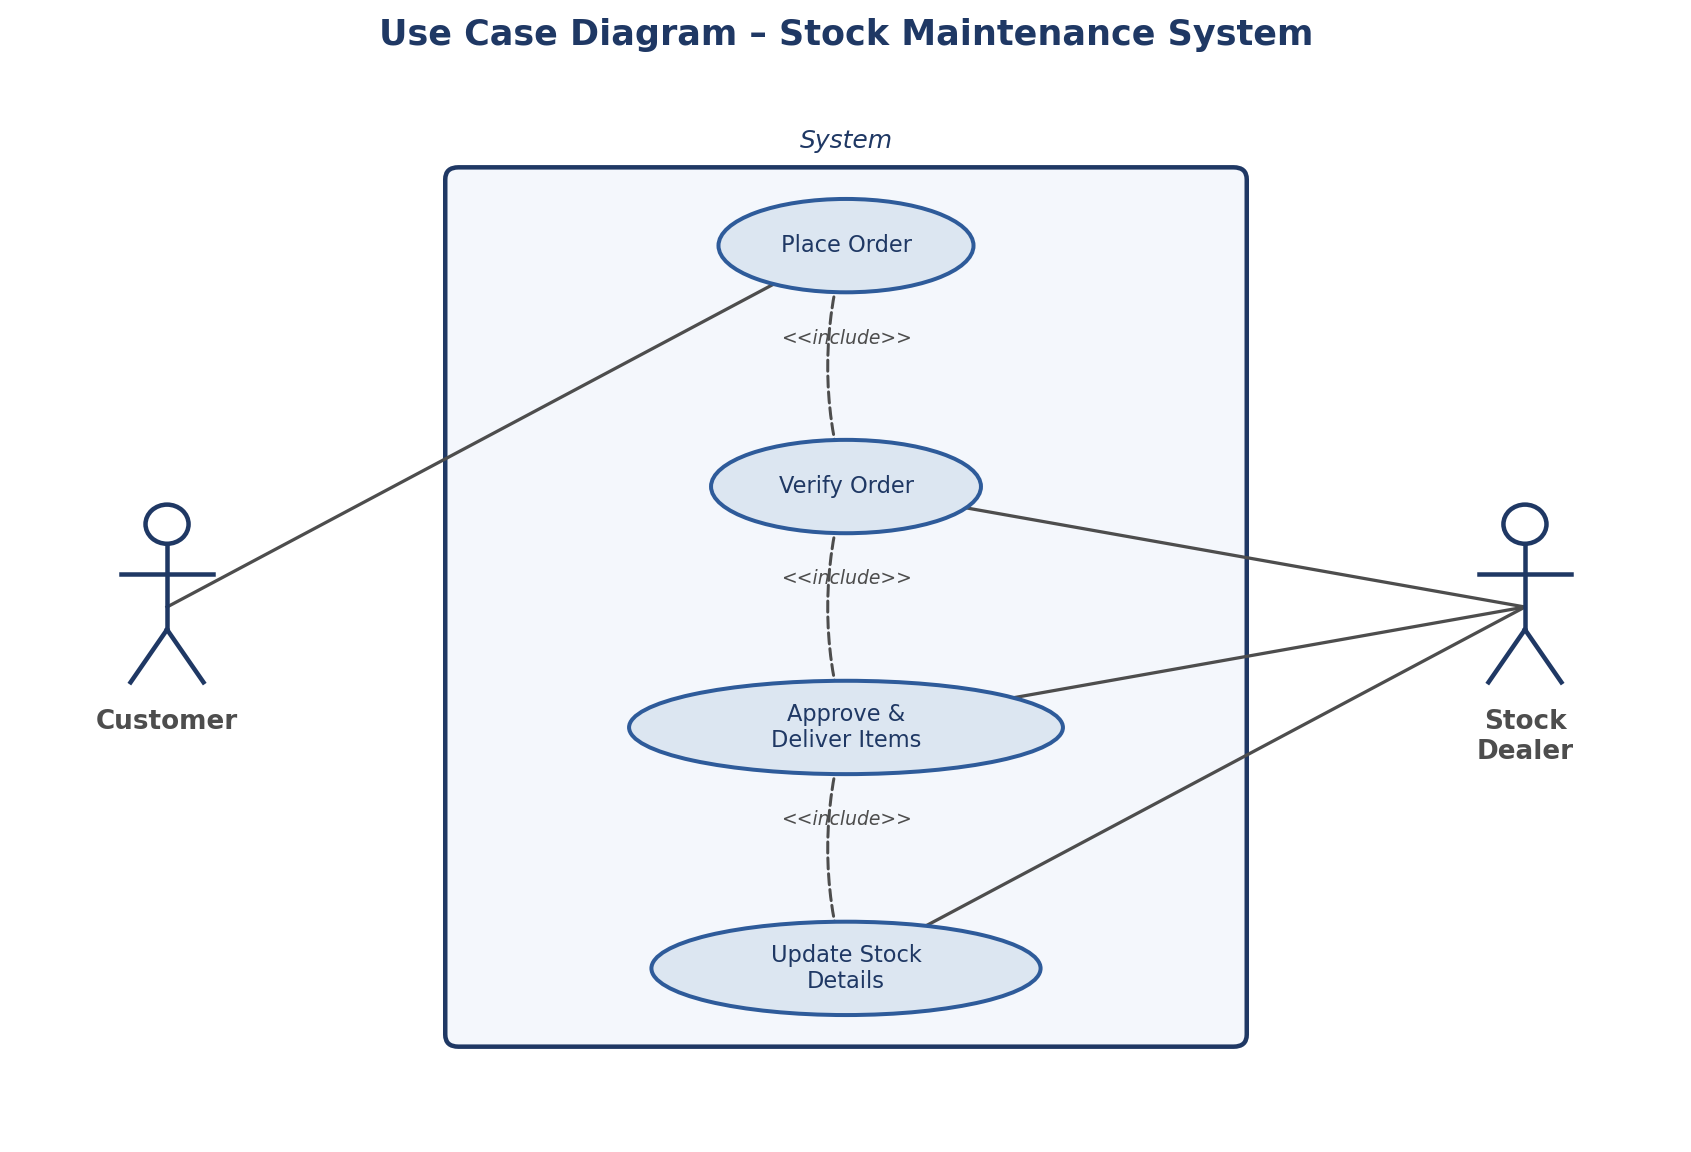 Use Case Diagram – Stock Maintenance System
System
Place Order
<<include>>
Verify Order
<<include>>
Approve &
Deliver Items
<<include>>
Update Stock
Details
Customer
Stock
Dealer